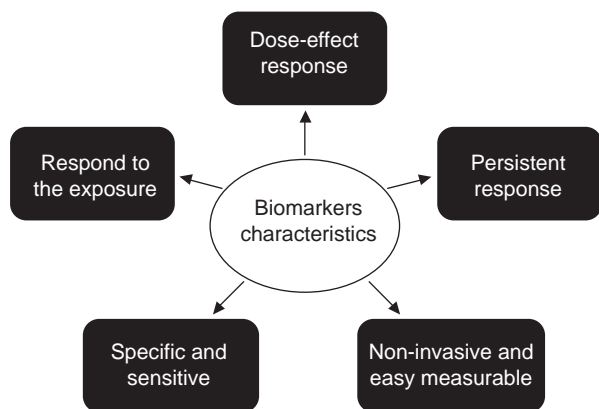 Dose-effect
response
Respond to
the exposure
Persistent
response
Biomarkers
characteristics
Specific and
sensitive
Non-invasive and
easy measurable